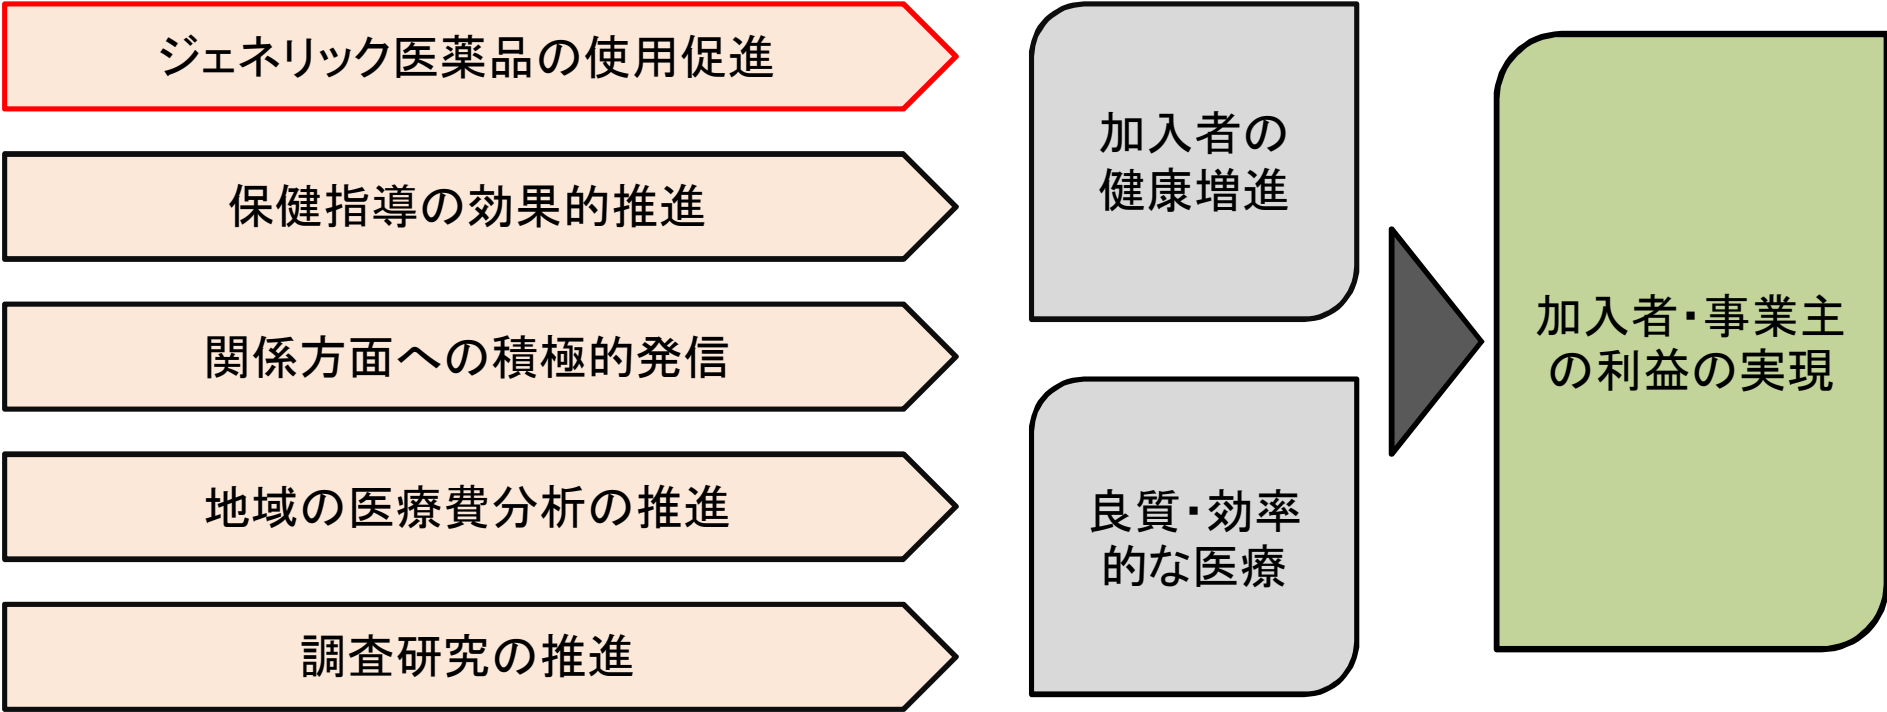 ジェネリック医薬品の使用促進
保健指導の効果的推進
関係方面への積極的発信
地域の医療費分析の推進
調査研究の推進
加入者の
健康増進
良質・効率
的な医療
加入者・事業主
の利益の実現